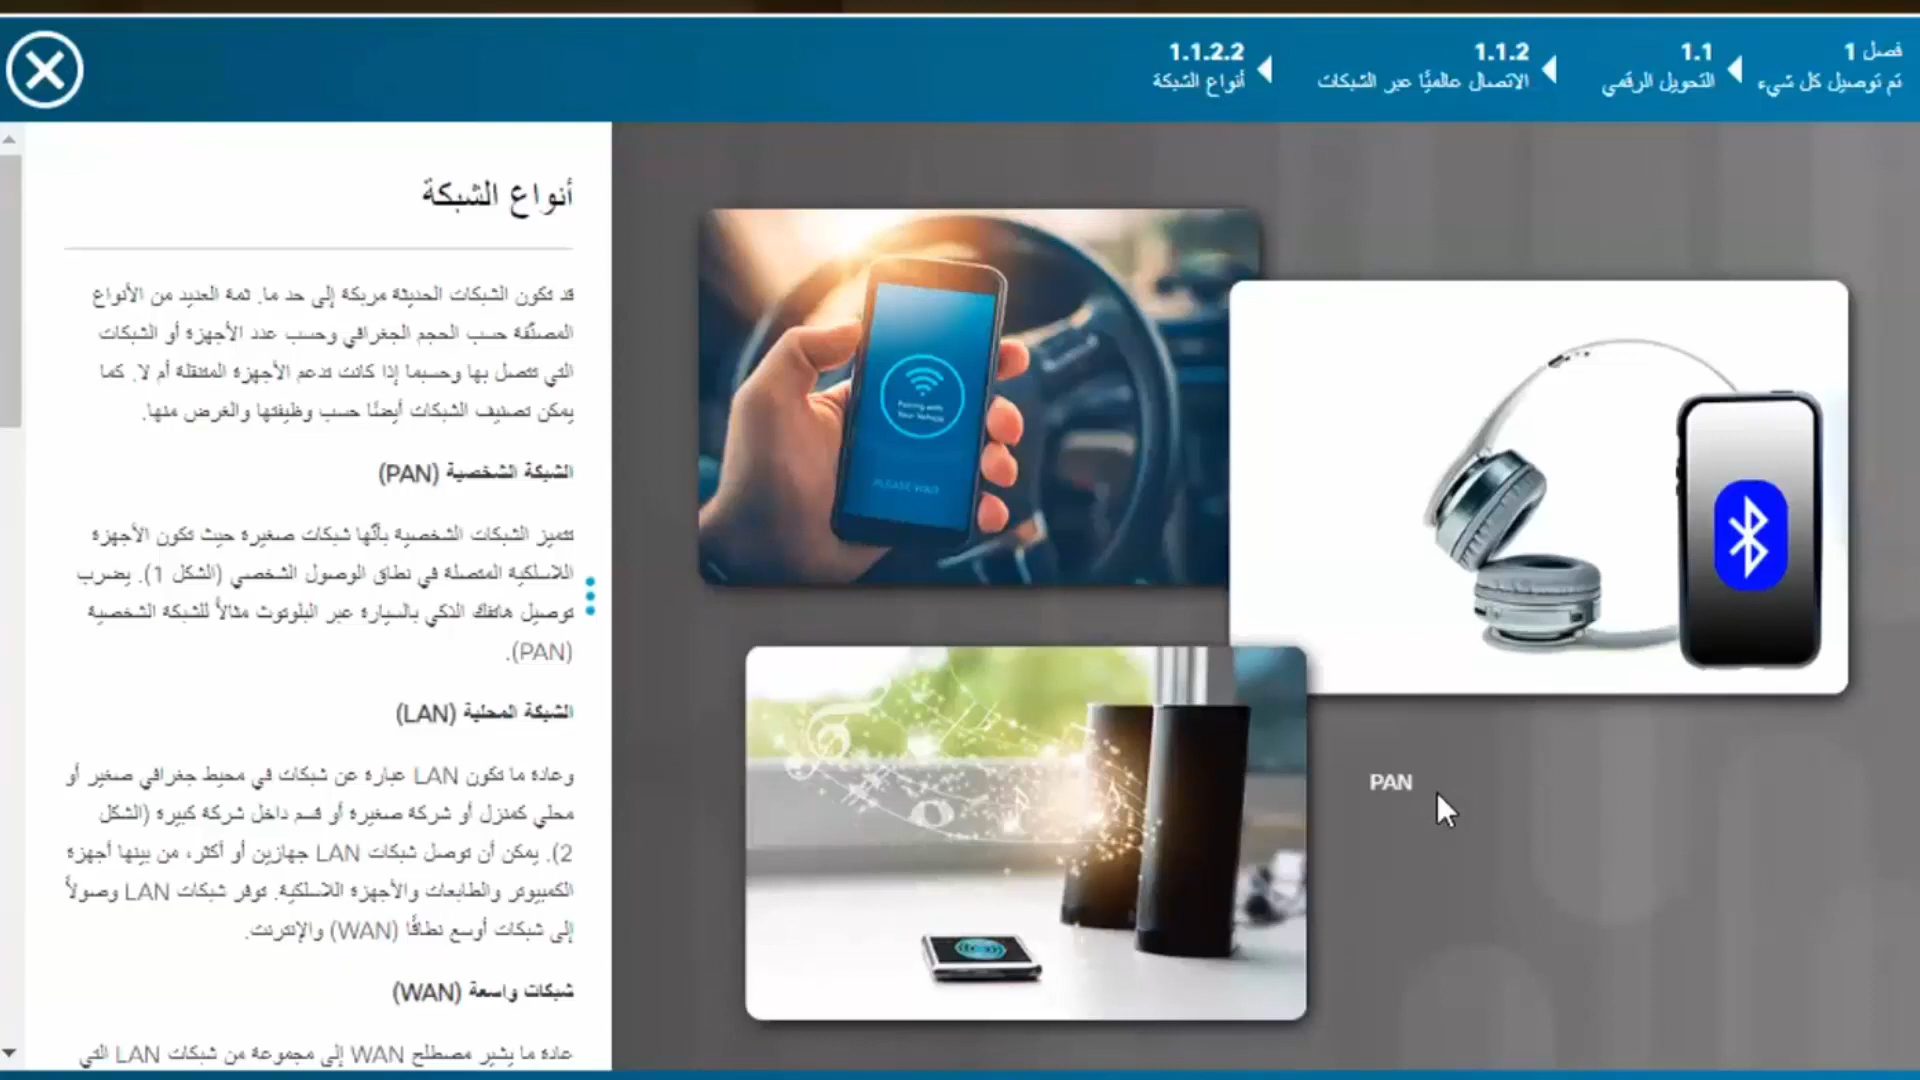 فصل 1
تم توصيل كل شيء
1.1
التحويل الرقمي
1.1.2
الاتصال عالميًا عبر الشبكات
1.1.2.2
أنواع الشبكة
أنواع الشبكة
قد تكون الشبكات الحديثة مربكة إلى حد ما. ثمة العديد من الأنواع
المصنّفة حسب الحجم الجغرافي وحسب عدد الأجهزة أو الشبكات
التي تتصل بها وحسبما إذا كانت تدعم الأجهزة المتنقلة أم لا. كما
يمكن تصنيف الشبكات أيضًا حسب وظيفتها والغرض منها.
الشبكة الشخصية (PAN)
تتميز الشبكات الشخصية بأنّها شبكات صغيرة حيث تكون الأجهزة
اللاسلكية المتصلة في نطاق الوصول الشخصي (الشكل 1). يضرب
توصيل هاتفك الذكي بالسيارة عبر البلوتوث مثالاً للشبكة الشخصية
(PAN).
الشبكة المحلية (LAN)
وعادة ما تكون LAN عبارة عن شبكات في محيط جغرافي صغير أو
محلي كمنزل أو شركة صغيرة أو قسم داخل شركة كبيرة (الشكل
2). يمكن أن توصل شبكات LAN جهازين أو أكثر، من بينها أجهزة
الكمبيوتر والطابعات والأجهزة اللاسلكية. توفر شبكات LAN وصولاً
إلى شبكات أوسع نطاقًا (WAN) والإنترنت.
شبكات واسعة (WAN)
عادة ما يشير مصطلح WAN إلى مجموعة من شبكات LAN التي
Pairing with
Your Vehicle
PLEASE WAIT
PAN